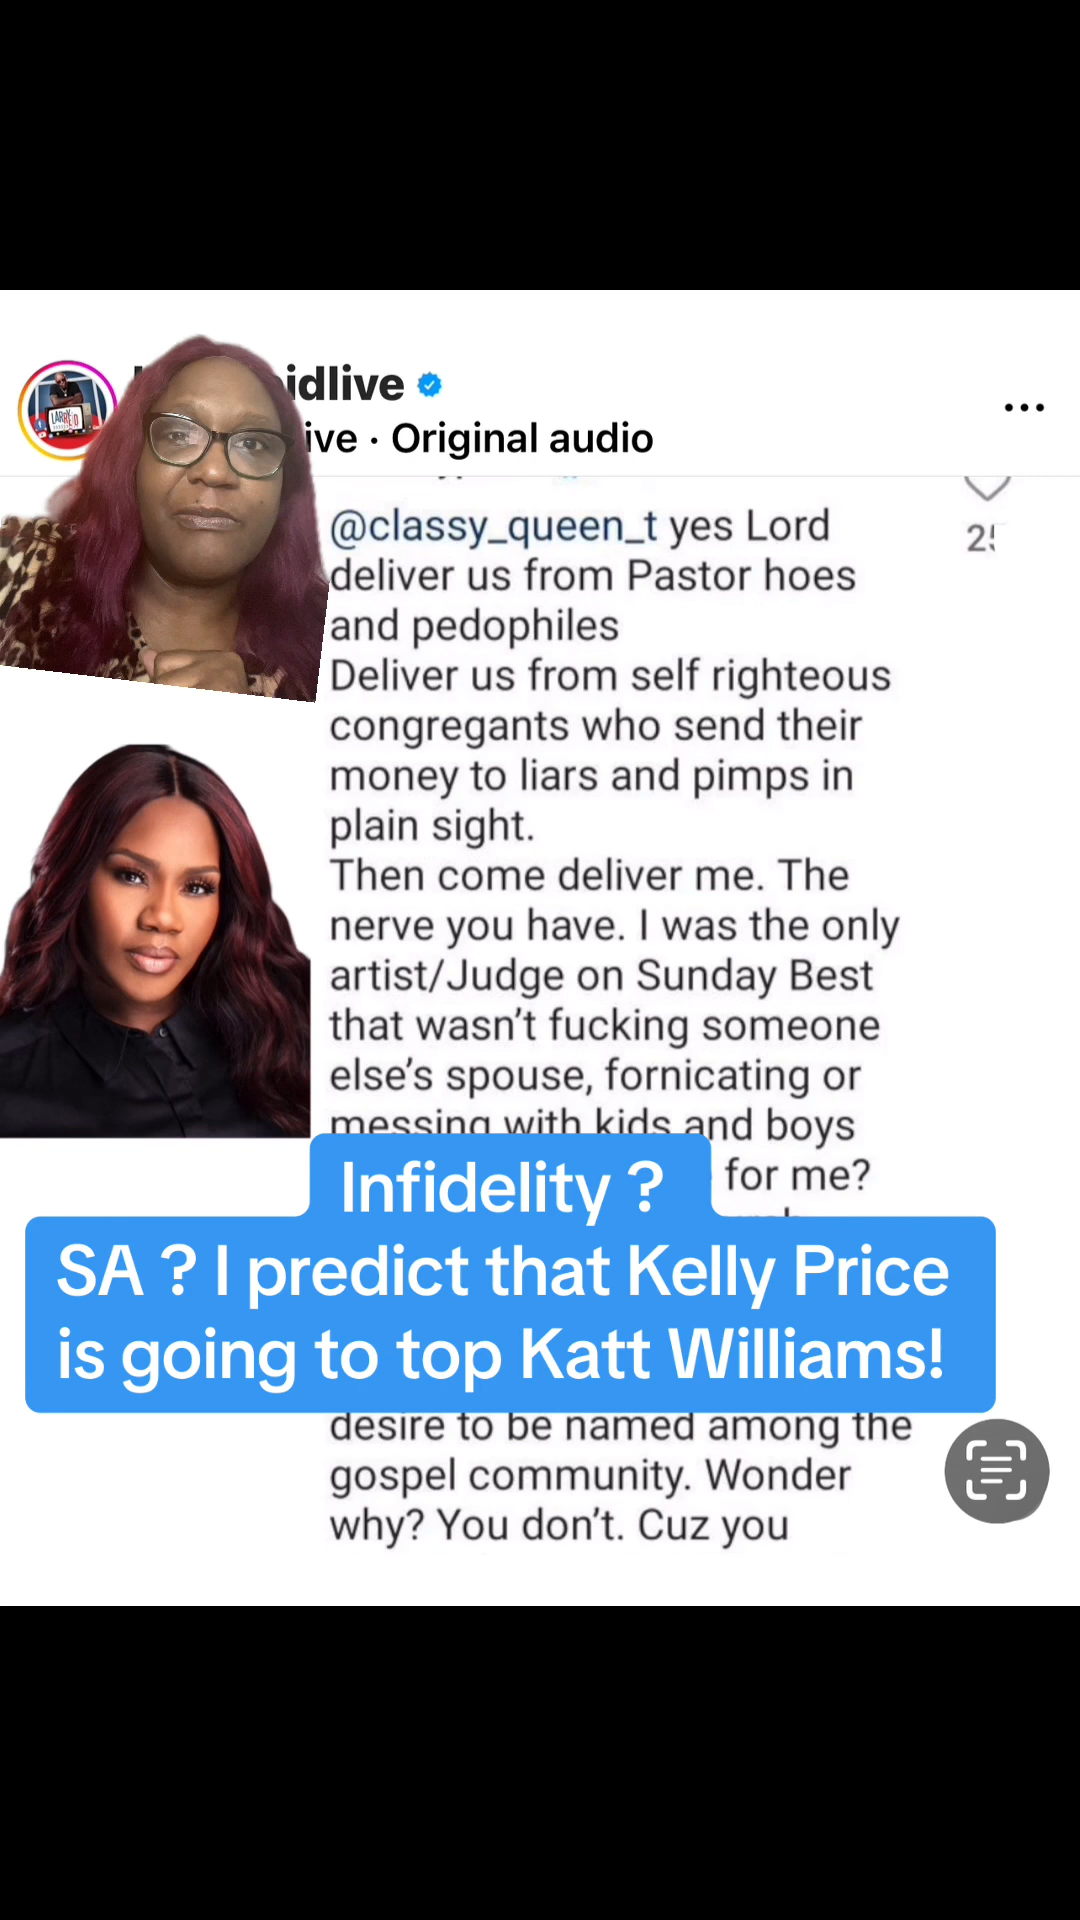 idlive
ive · Original audio
LARRY REID
@classy_queen_t yes Lord
deliver us from Pastor hoes
and pedophiles
Deliver us from self righteous
congregants who send their
money to liars and pimps in
plain sight.
Then come deliver me. The
nerve you have. I was the only
artist/Judge on Sunday Best
that wasn’t fucking someone
else’s spouse, fornicating or
messing with kids and boys
for me?
Infidelity ?
SA ? I predict that Kelly Price
is going to top Katt Williams!
desire to be named among the
gospel community. Wonder
why? You don’t. Cuz you